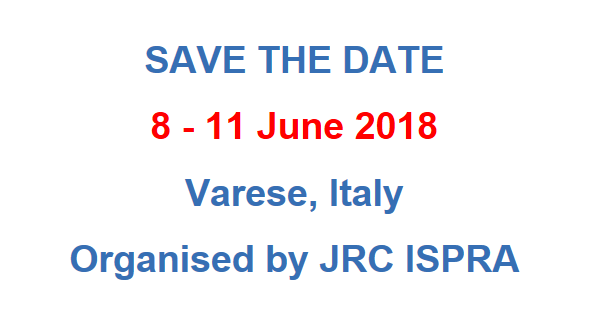 SAVE THE DATE
8 - 11 June 2018
Varese, Italy
Organised by JRC ISPRA